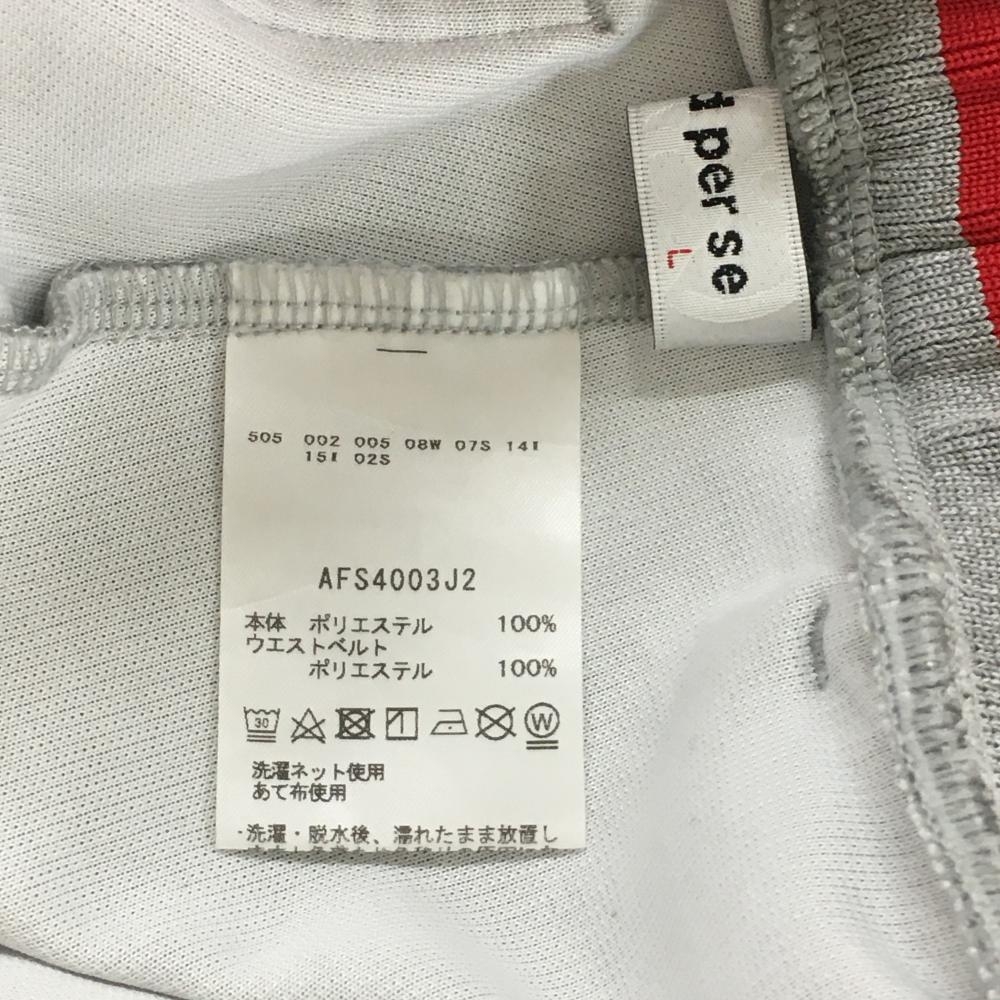 d per se
L
505 002 005 08W 07S 14I
15I 02S
AFS4003J2
本体 ポリエステル 100%
ウエストベルト
ポリエステル 100%
30
W
洗濯ネット使用
あて布使用
・洗濯・脱水後、濡れたまま放置し